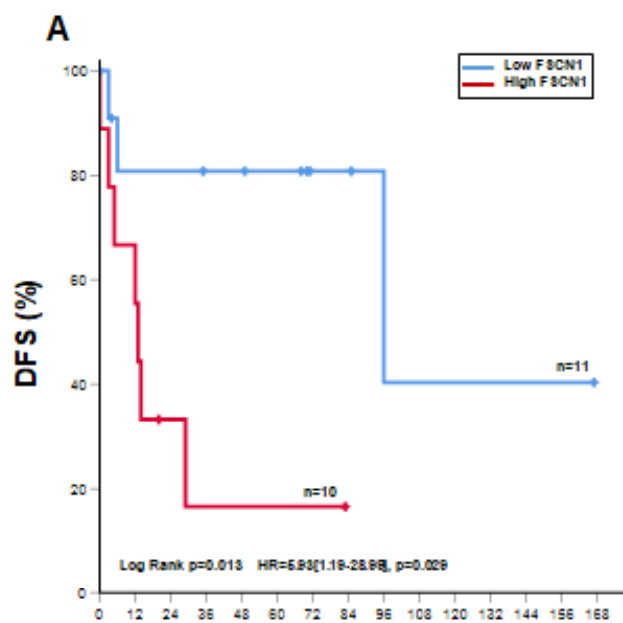 A
Low FSCN1
High FSCN1
100
80
60
40
20
0
DFS (%)
n=11
n=10
Log Rank p=0.013 HR=5.93[1.19-28.98], p=0.029
0 12 24 36 48 60 72 84 96 108 120 132 144 156 168